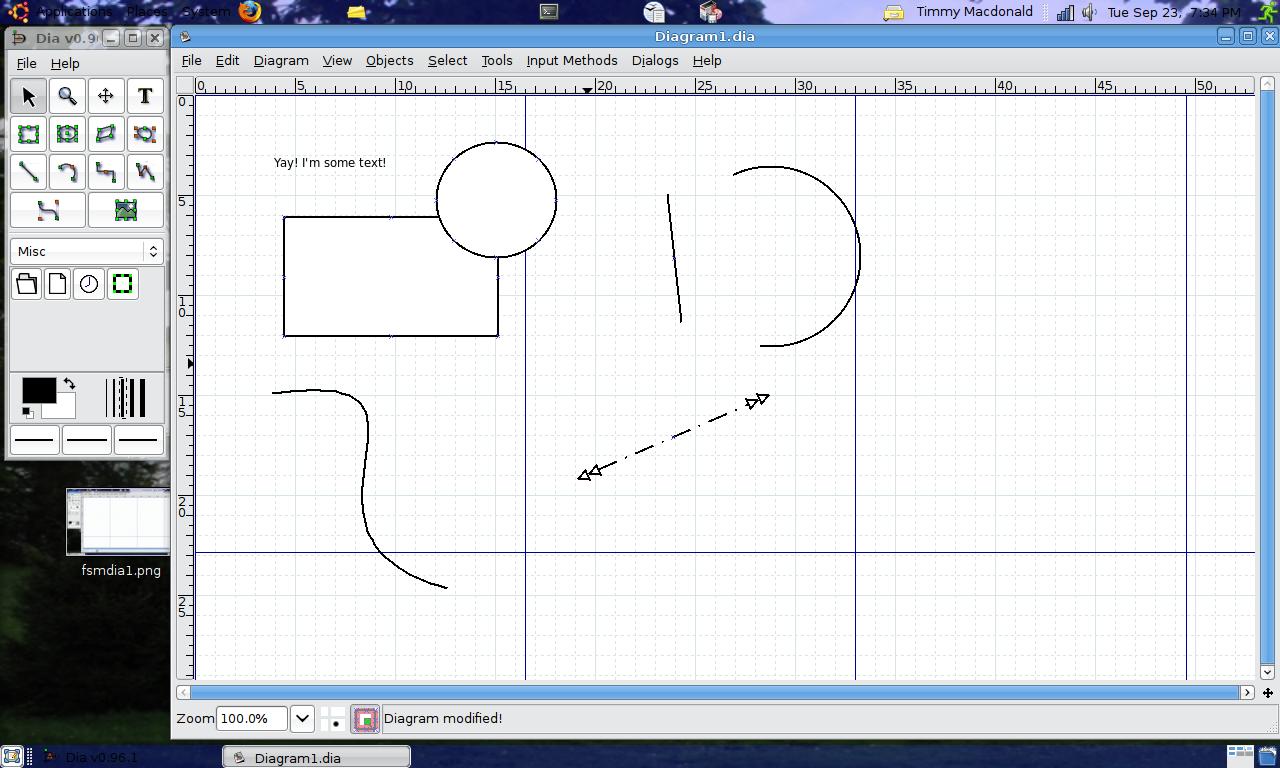 Applications Places System
Timmy Macdonald
Tue Sep 23, 7:34 PM
Dia v0.9
Diagram1.dia
File Help
File Edit Diagram View Objects Select Tools Input Methods Dialogs Help
T
0 5 10 15 20 25 30 35 40 45 50
0
5
10
15
20
25
Yay! I'm some text!
Misc
fsmdia1.png
Zoom 100.0% Diagram modified!
Dia v0.96.1
Diagram1.dia